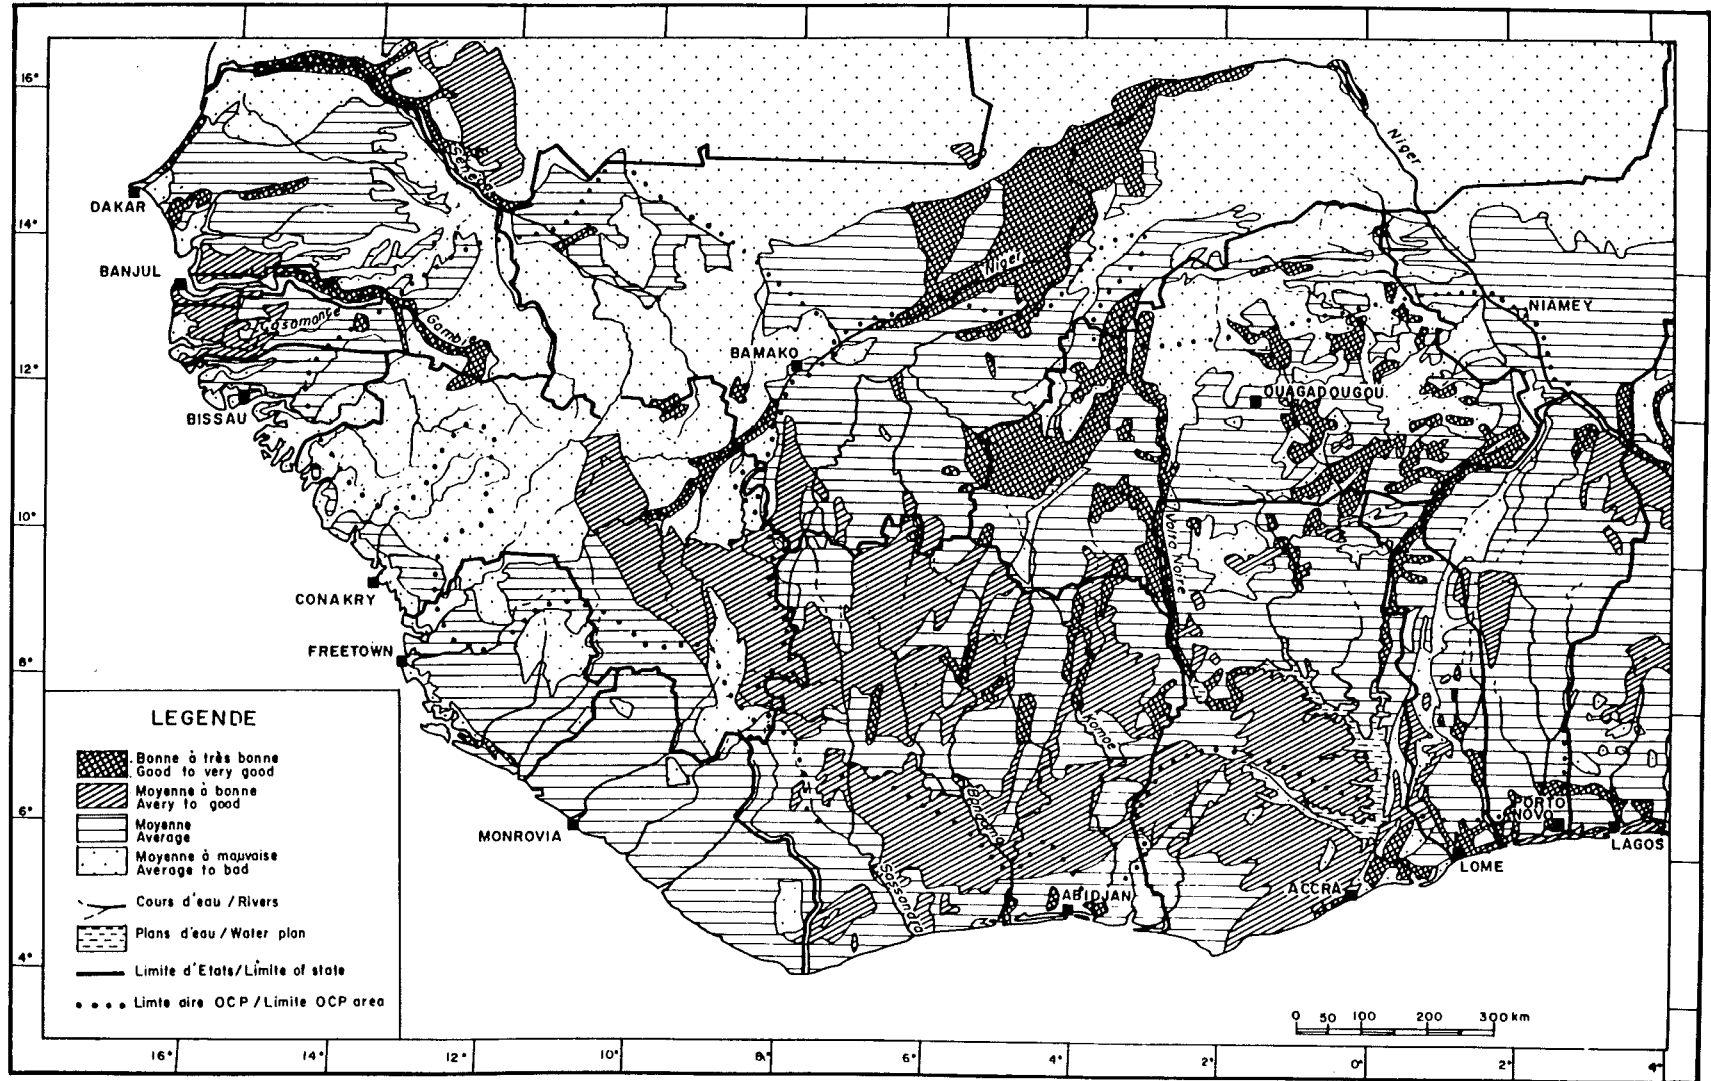 16°
14°
12°
10°
8°
6°
4°
DAKAR
BANJUL
BISSAU
CONAKRY
FREETOWN
MONROVIA
BAMAKO
OUAGADOUGOU
NIAMEY
ABIDJAN
ACCRA
LOME
PORTO
NOVO
LAGOS
Sénégal
Gambie
Casamance
Niger
Niger
Volta Noire
Komoe
Bandama
Sassandra
LEGENDE
Bonne à très bonne
Good to very good
Moyenne à bonne
Avery to good
Moyenne
Average
Moyenne à mauvaise
Average to bad
Cours d'eau / Rivers
Plans d'eau / Water plan
Limite d'Etats/Limite of state
Limte aire OCP / Limite OCP area
0 50 100 200 300 km
16° 14° 12° 10° 8° 6° 4° 2° 0° 2° 4°